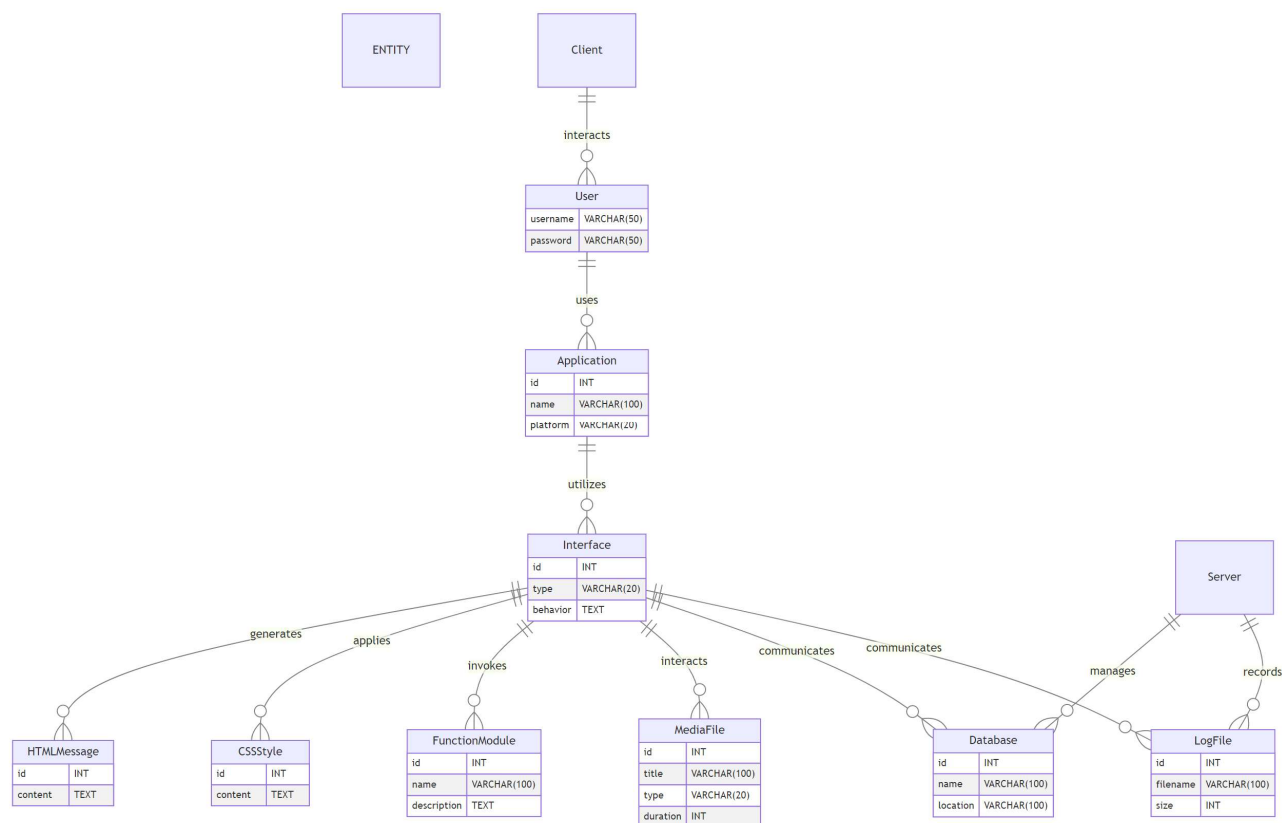 ENTITY
Client
interacts
User
username VARCHAR(50)
password VARCHAR(50)
uses
Application
id INT
name VARCHAR(100)
platform VARCHAR(20)
utilizes
Interface
id INT
type VARCHAR(20)
behavior TEXT
Server
generates
applies
invokes
interacts
communicates
communicates
manages
records
HTMLMessage
id INT
content TEXT
CSSStyle
id INT
content TEXT
FunctionModule
id INT
name VARCHAR(100)
description TEXT
MediaFile
id INT
title VARCHAR(100)
type VARCHAR(20)
duration INT
Database
id INT
name VARCHAR(100)
location VARCHAR(100)
LogFile
id INT
filename VARCHAR(100)
size INT